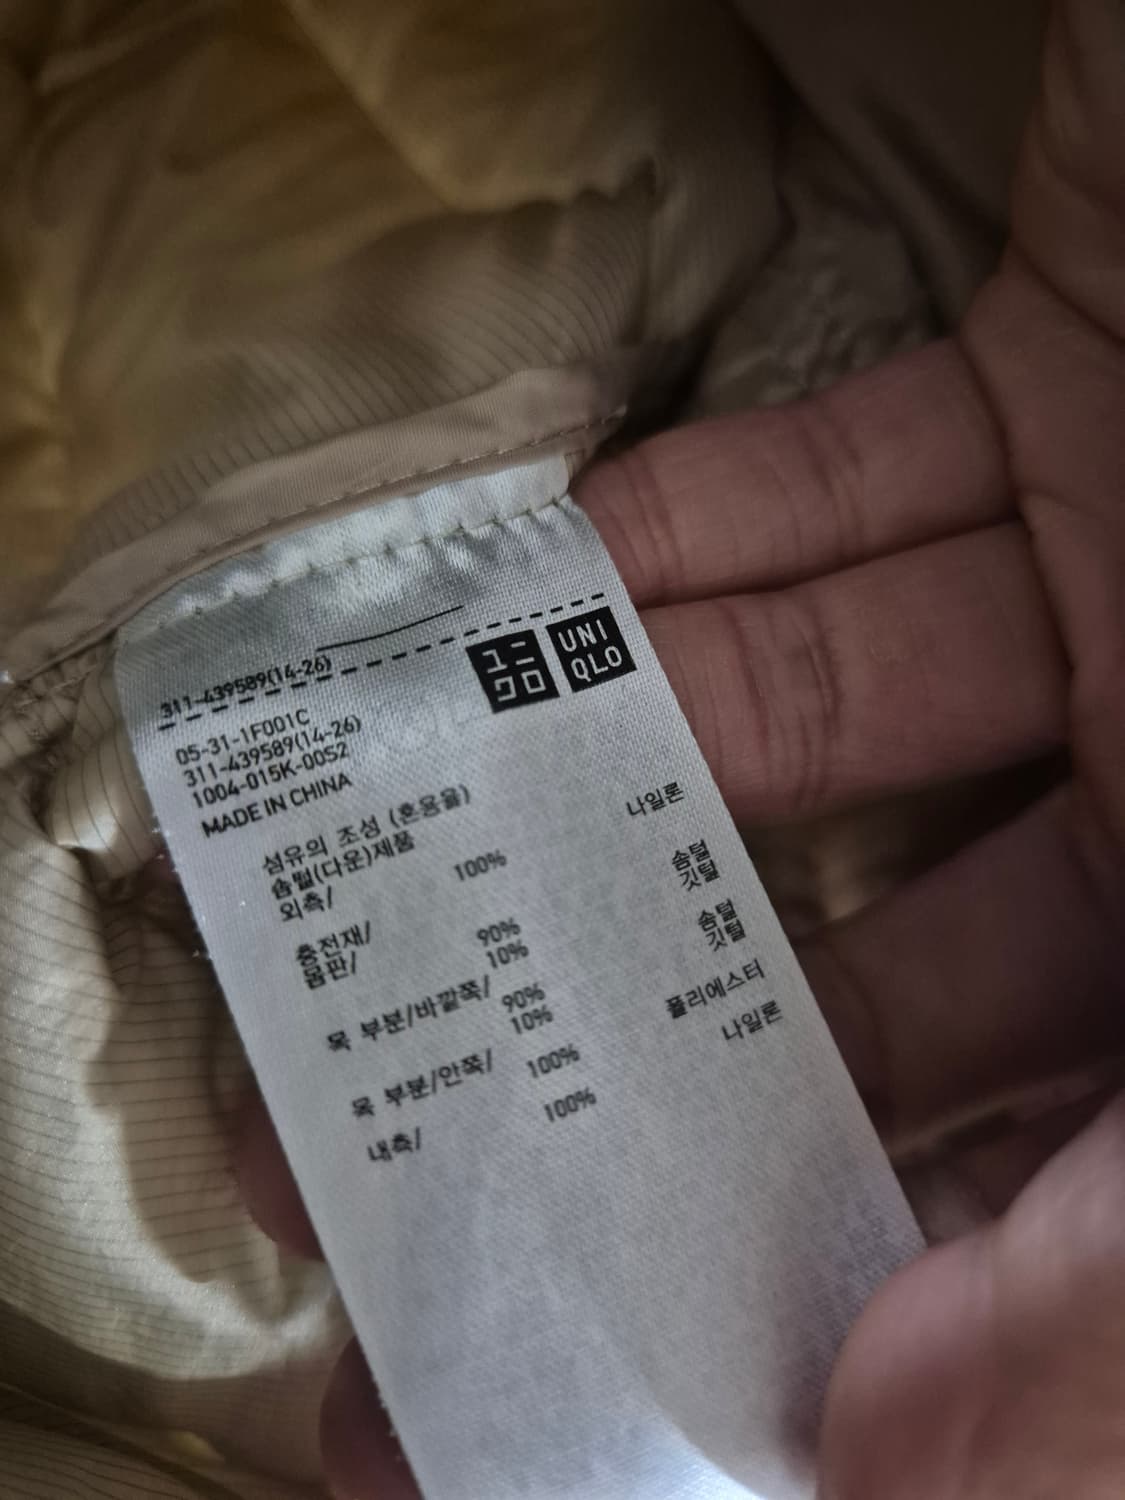 311-439589(14-26)
ユニ
クロ
UNI
QLO
05-31-1F001C
311-439589(14-26)
1004-015K-00S2
MADE IN CHINA
섬유의 조성 (혼용율)
솜털(다운)제품
외측/ 100% 나일론
충전재/
몸판/ 90% 솜털
10% 깃털
목 부분/바깥쪽/ 90% 솜털
10% 깃털
목 부분/안쪽/ 100% 폴리에스터
내측/ 100% 나일론